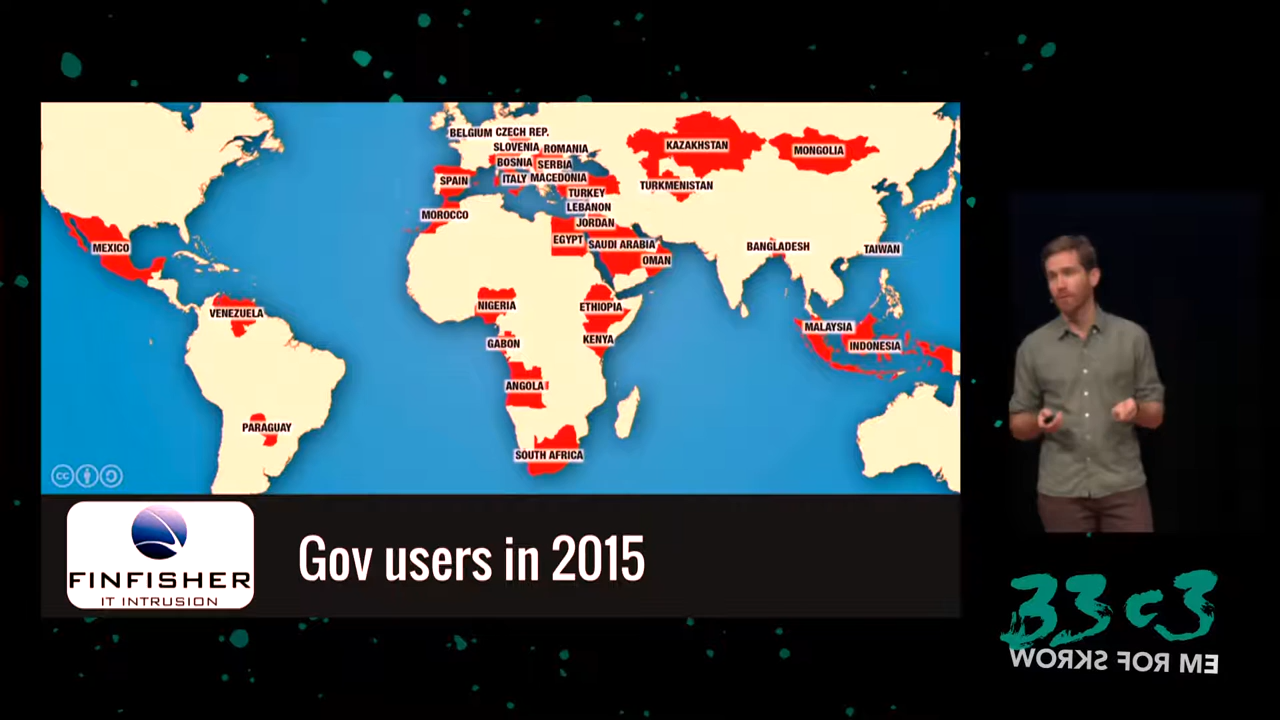 BELGIUM CZECH REP.
SLOVENIA ROMANIA
BOSNIA SERBIA
ITALY MACEDONIA
SPAIN
TURKEY
LEBANON
JORDAN
MOROCCO
EGYPT
SAUDI ARABIA
OMAN
KAZAKHSTAN
MONGOLIA
TURKMENISTAN
BANGLADESH
TAIWAN
MEXICO
VENEZUELA
NIGERIA
ETHIOPIA
GABON
KENYA
MALAYSIA
INDONESIA
ANGOLA
PARAGUAY
SOUTH AFRICA
cc
FINFISHER
IT INTRUSION
Gov users in 2015
33c3
WORKS FOR ME